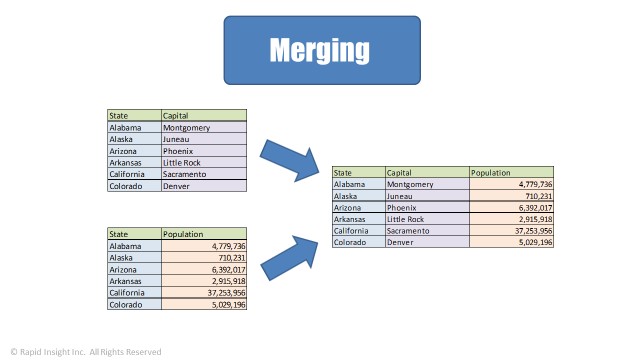 Merging
State Capital
Alabama Montgomery
Alaska Juneau
Arizona Phoenix
Arkansas Little Rock
California Sacramento
Colorado Denver
State Population
Alabama 4,779,736
Alaska 710,231
Arizona 6,392,017
Arkansas 2,915,918
California 37,253,956
Colorado 5,029,196
State Capital Population
Alabama Montgomery 4,779,736
Alaska Juneau 710,231
Arizona Phoenix 6,392,017
Arkansas Little Rock 2,915,918
California Sacramento 37,253,956
Colorado Denver 5,029,196
© Rapid Insight Inc. All Rights Reserved